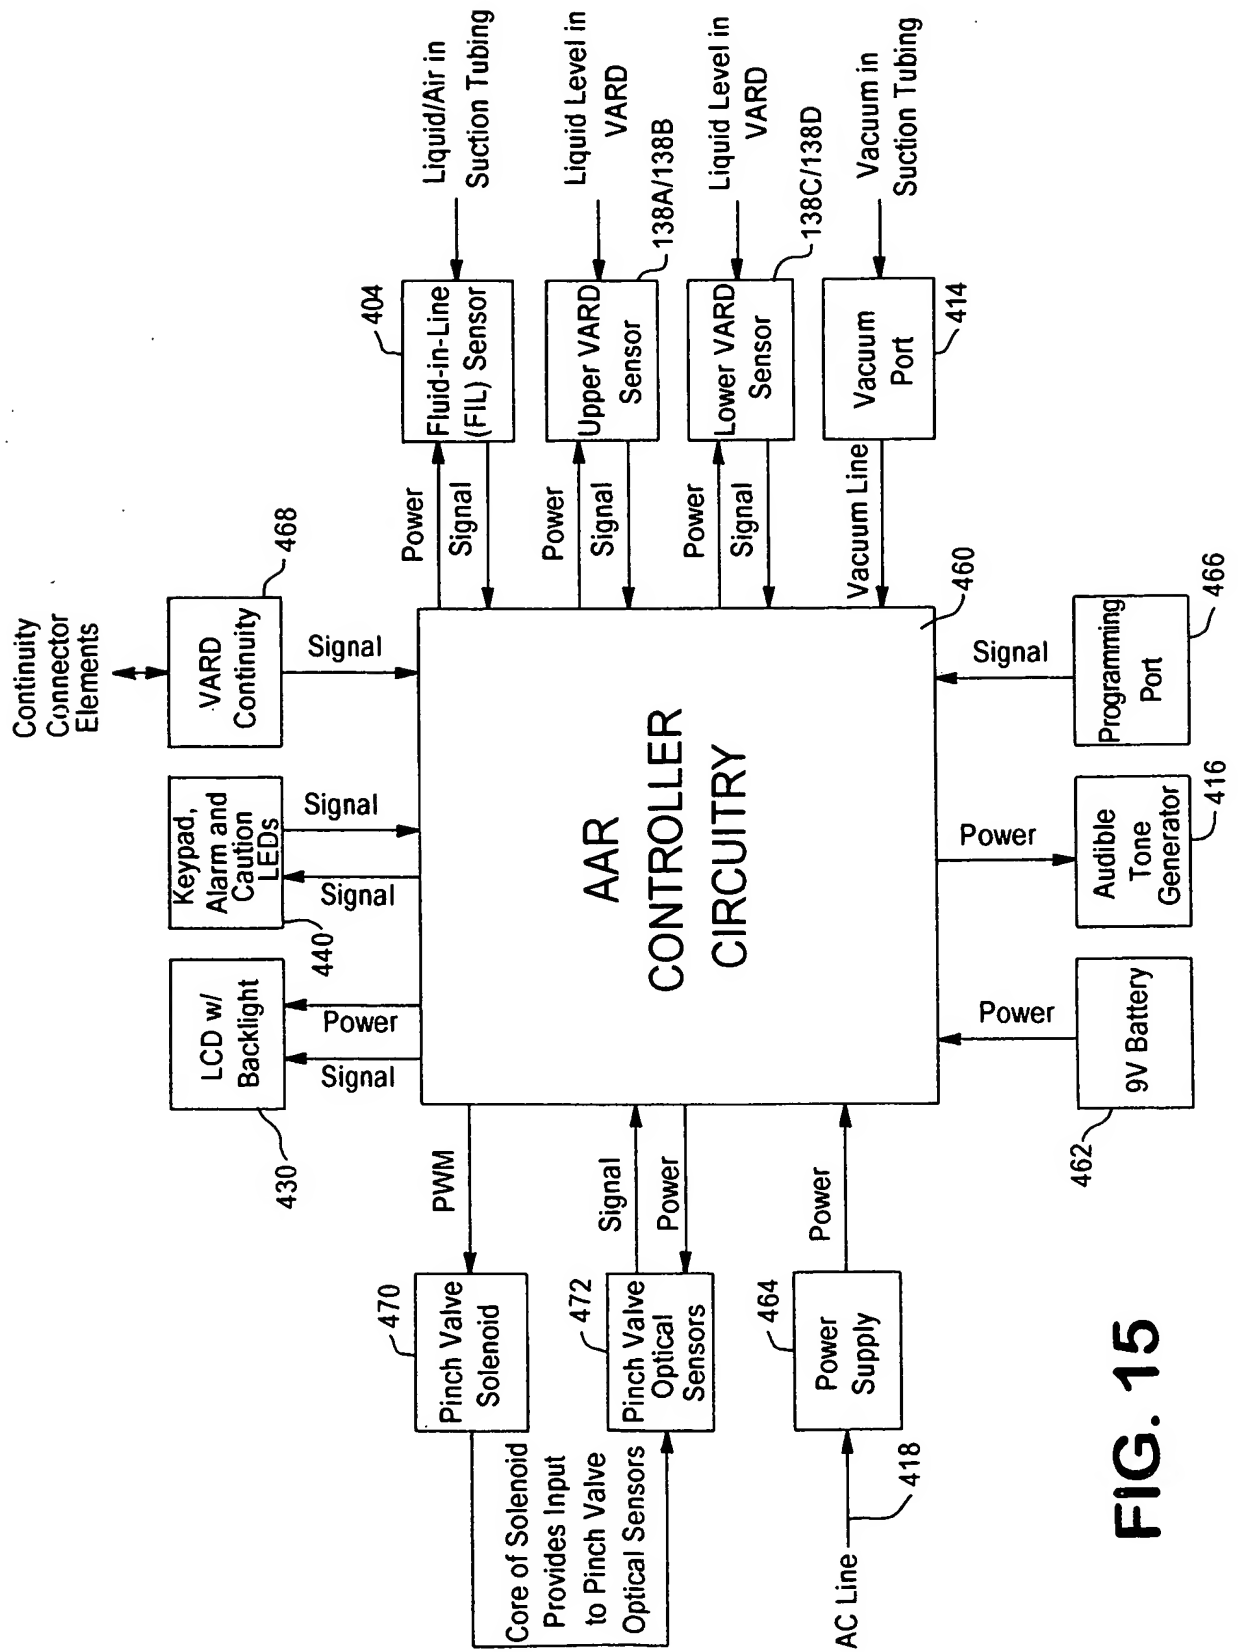 Continuity
Connector
Elements
468
VARD
Continuity
Signal
Keypad,
Alarm and
Caution
LEDs
440
Signal
Signal
LCD w/
Backlight
430
Signal
Power
404
Fluid-in-Line
(FIL) Sensor
Liquid/Air in
Suction Tubing
Power
Signal
Upper VARD
Sensor
138A/138B
Liquid Level in
VARD
Power
Signal
Lower VARD
Sensor
138C/138D
Liquid Level in
VARD
Power
Signal
Vacuum
Port
414
Vacuum in
Suction Tubing
Vacuum Line
AAR
CONTROLLER
CIRCUITRY
460
470
Pinch Valve
Solenoid
PWM
Core of Solenoid
Provides Input
to Pinch Valve
Optical Sensors
472
Pinch Valve
Optical
Sensors
Signal
Power
464
Power
Supply
Power
AC Line
418
462
9V Battery
Power
Audible
Tone
Generator
416
Power
Programming
Port
466
Signal
FIG. 15